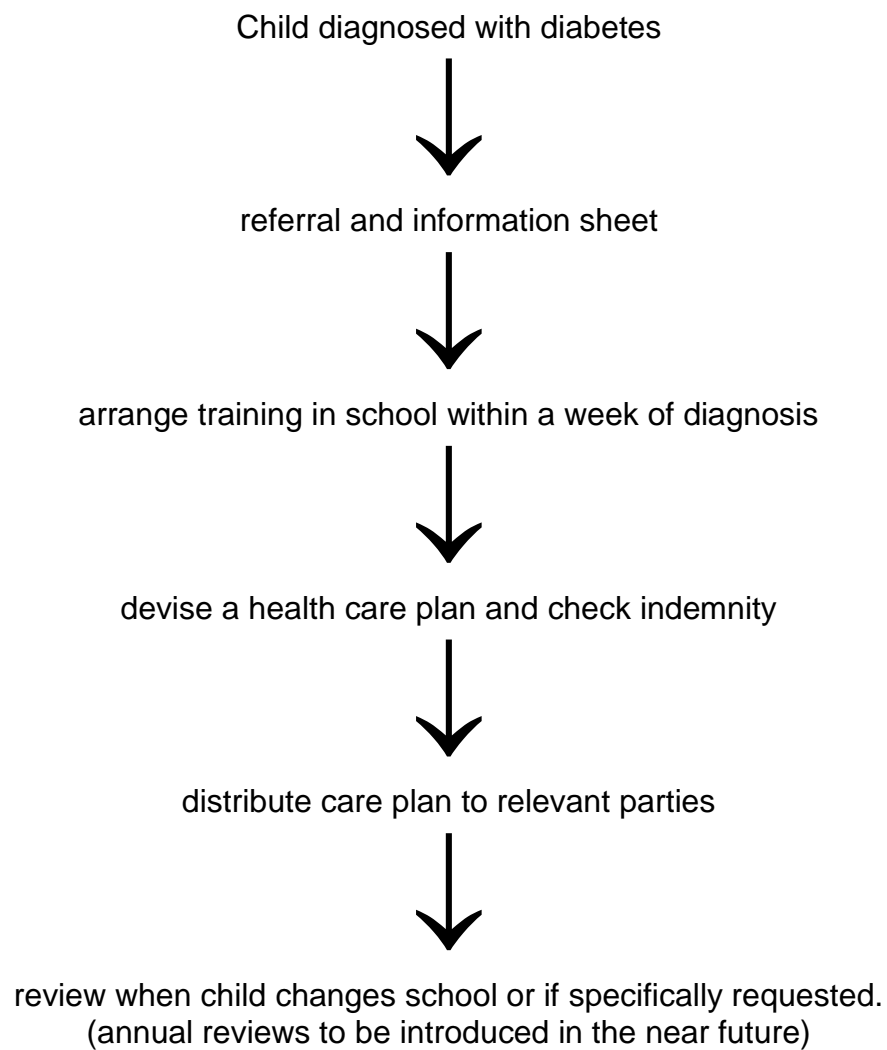 Child diagnosed with diabetes
referral and information sheet
arrange training in school within a week of diagnosis
devise a health care plan and check indemnity
distribute care plan to relevant parties
review when child changes school or if specifically requested.
(annual reviews to be introduced in the near future)